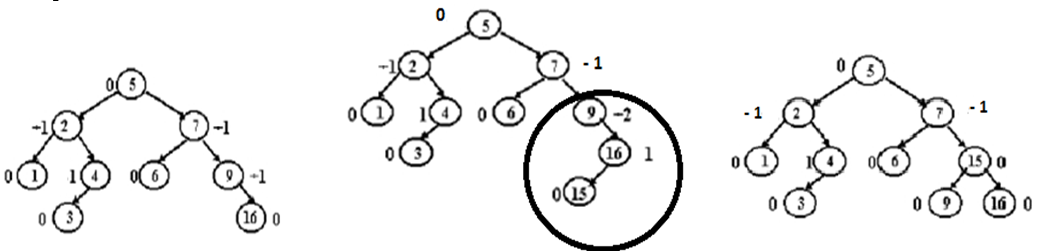 0 5
-1 2 7 -1
0 1 1 4 0 6 9 -1
0 3 16 0
0 5
-1 2 7 - 1
0 1 1 4 0 6 9 -2
0 3 16 1
0 15
0 5
-1 2 7 -1
0 1 1 4 0 6 15 0
0 3 0 9 16 0